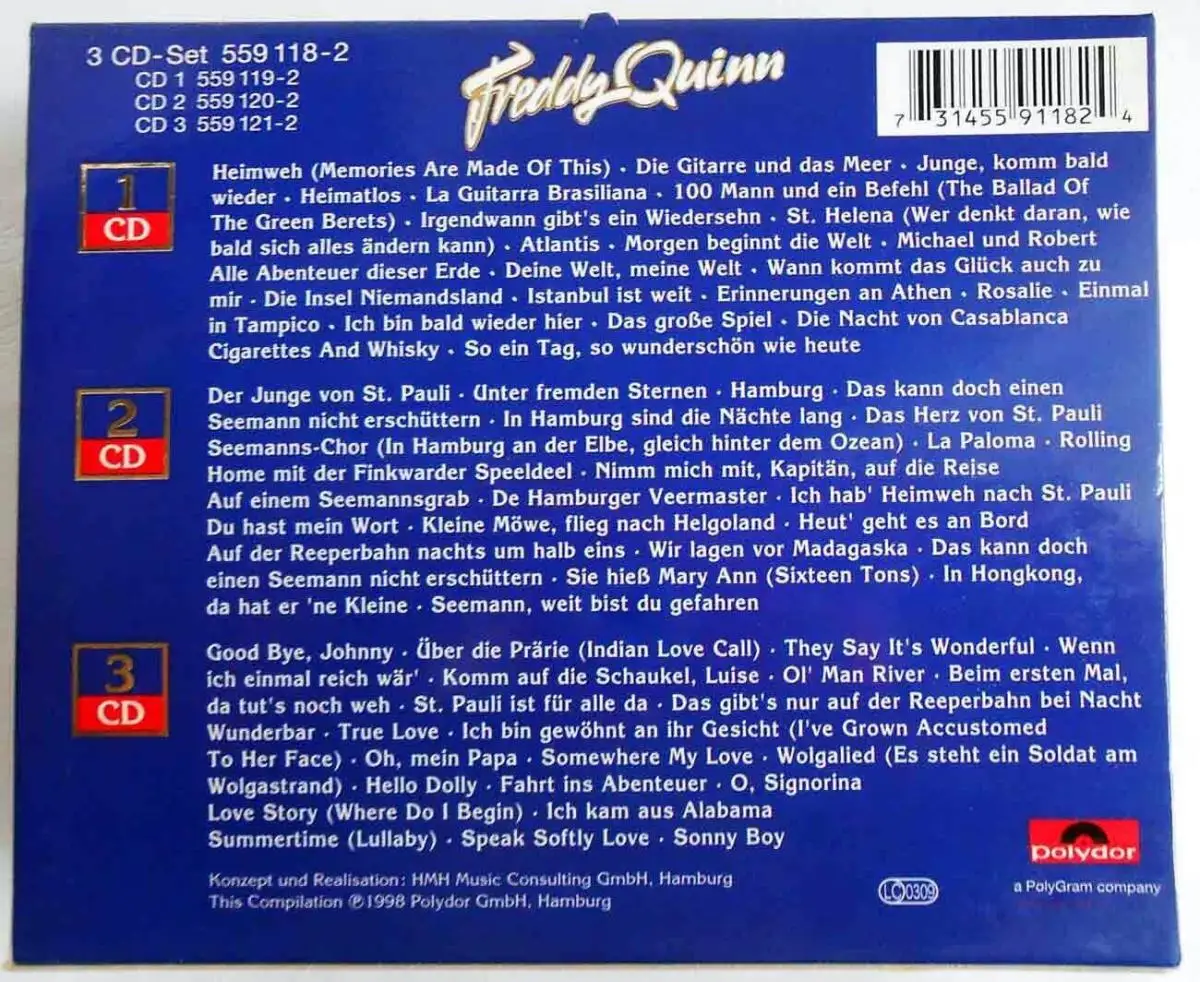 3 CD-Set 559 118-2
CD 1 559 119-2
CD 2 559 120-2
CD 3 559 121-2
Freddy Quinn
7 31455 91182 4
1
CD
Heimweh (Memories Are Made Of This) · Die Gitarre und das Meer · Junge, komm bald
wieder · Heimatlos · La Guitarra Brasiliana · 100 Mann und ein Befehl (The Ballad Of
The Green Berets) · Irgendwann gibt's ein Wiedersehn · St. Helena (Wer denkt daran, wie
bald sich alles ändern kann) · Atlantis · Morgen beginnt die Welt · Michael und Robert
Alle Abenteuer dieser Erde · Deine Welt, meine Welt · Wann kommt das Glück auch zu
mir · Die Insel Niemandsland · Istanbul ist weit · Erinnerungen an Athen · Rosalie · Einmal
in Tampico · Ich bin bald wieder hier · Das große Spiel · Die Nacht von Casablanca
Cigarettes And Whisky · So ein Tag, so wunderschön wie heute
2
CD
Der Junge von St. Pauli · Unter fremden Sternen · Hamburg · Das kann doch einen
Seemann nicht erschüttern · In Hamburg sind die Nächte lang · Das Herz von St. Pauli
Seemanns-Chor (In Hamburg an der Elbe, gleich hinter dem Ozean) · La Paloma · Rolling
Home mit der Finkwarder Speeldeel · Nimm mich mit, Kapitän, auf die Reise
Auf einem Seemannsgrab · De Hamburger Veermaster · Ich hab' Heimweh nach St. Pauli
Du hast mein Wort · Kleine Möwe, flieg nach Helgoland · Heut' geht es an Bord
Auf der Reeperbahn nachts um halb eins · Wir lagen vor Madagaska · Das kann doch
einen Seemann nicht erschüttern · Sie hieß Mary Ann (Sixteen Tons) · In Hongkong,
da hat er 'ne Kleine · Seemann, weit bist du gefahren
3
CD
Good Bye, Johnny · Über die Prärie (Indian Love Call) · They Say It's Wonderful · Wenn
ich einmal reich wär' · Komm auf die Schaukel, Luise · Ol' Man River · Beim ersten Mal,
da tut's noch weh · St. Pauli ist für alle da · Das gibt's nur auf der Reeperbahn bei Nacht
Wunderbar · True Love · Ich bin gewöhnt an ihr Gesicht (I've Grown Accustomed
To Her Face) · Oh, mein Papa · Somewhere My Love · Wolgalied (Es steht ein Soldat am
Wolgastrand) · Hello Dolly · Fahrt ins Abenteuer · O, Signorina
Love Story (Where Do I Begin) · Ich kam aus Alabama
Summertime (Lullaby) · Speak Softly Love · Sonny Boy
Konzept und Realisation: HMH Music Consulting GmbH, Hamburg
This Compilation ℗1998 Polydor GmbH, Hamburg
LC 0309
polydor
a PolyGram company